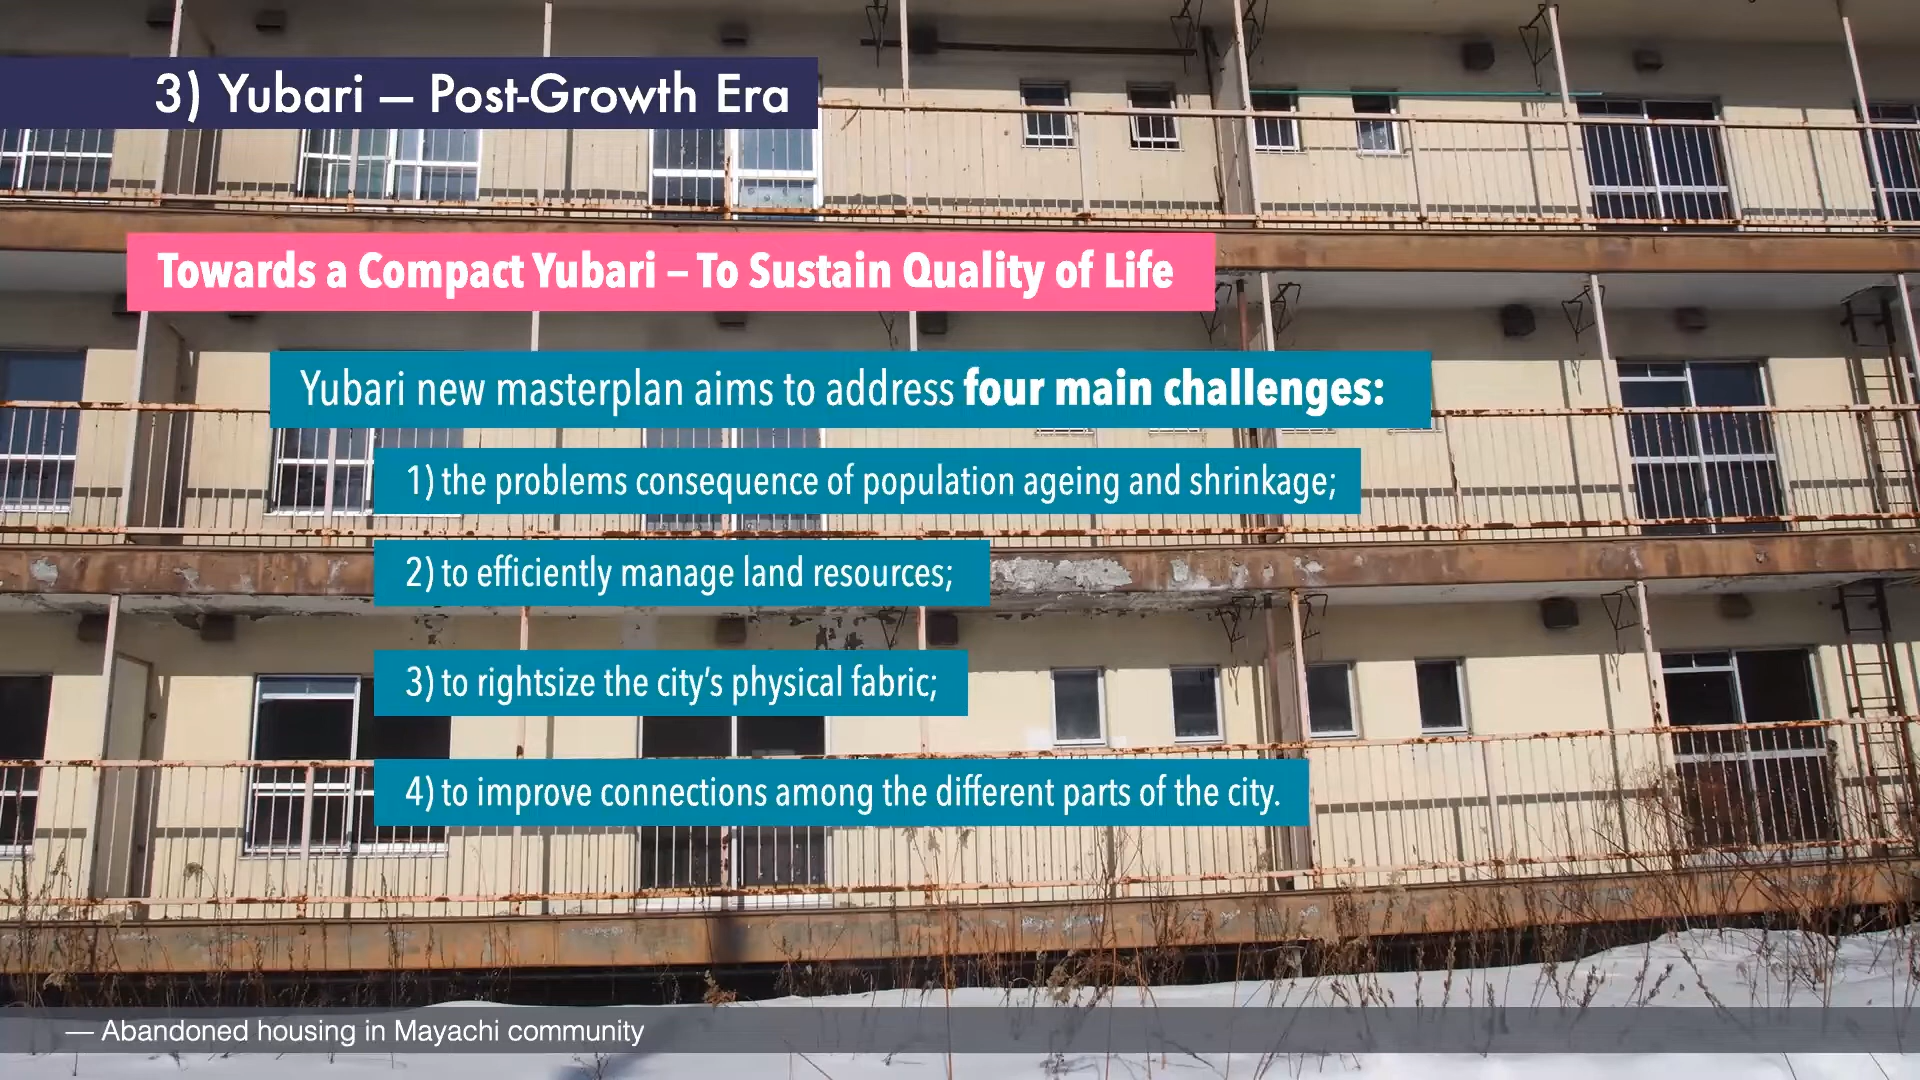 3) Yubari — Post-Growth Era
Towards a Compact Yubari – To Sustain Quality of Life
Yubari new masterplan aims to address four main challenges:
1) the problems consequence of population ageing and shrinkage;
2) to efficiently manage land resources;
3) to rightsize the city's physical fabric;
4) to improve connections among the different parts of the city.
— Abandoned housing in Mayachi community